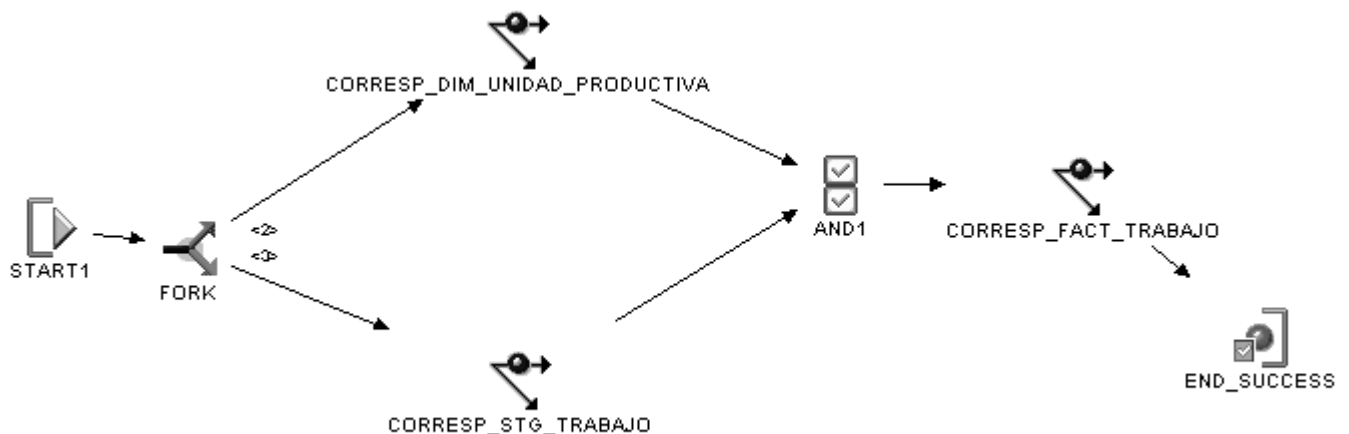 CORRESP_DIM_UNIDAD_PRODUCTIVA
START1
FORK
<2>
<3>
AND1
CORRESP_FACT_TRABAJO
END_SUCCESS
CORRESP_STG_TRABAJO